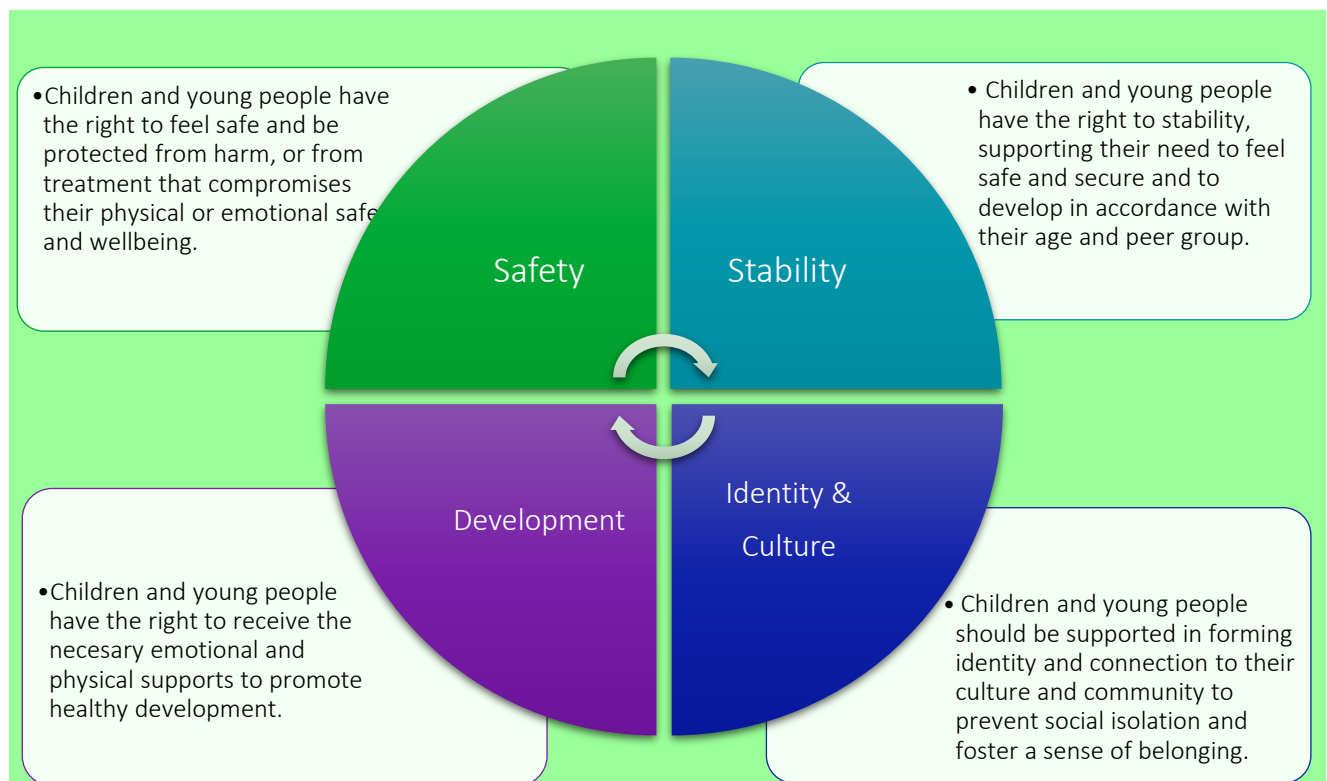 •Children and young people have
the right to feel safe and be
protected from harm, or from
treatment that compromises
their physical or emotional safe
and wellbeing.
Safety
Stability
• Children and young people
have the right to stability,
supporting their need to feel
safe and secure and to
develop in accordance with
their age and peer group.
•Children and young people
have the right to receive the
necesary emotional and
physical supports to promote
healthy development.
Development
Identity &
Culture
• Children and young people
should be supported in forming
identity and connection to their
culture and community to
prevent social isolation and
foster a sense of belonging.